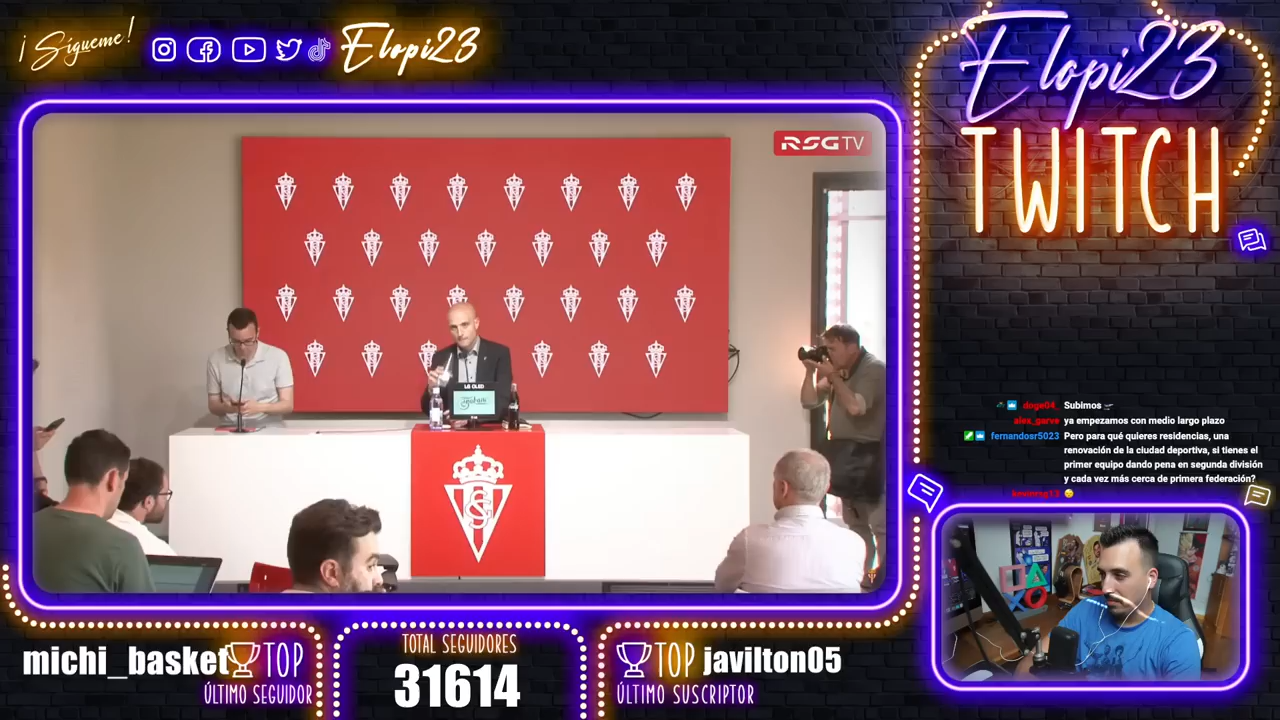 ¡Sígueme!
Elopi23
Elopi23
TWITCH
RSGTV
doge04_ Subimos
alex_garve ya empezamos con medio largo plazo
fernandosr5023 Pero para qué quieres residencias, una
renovación de la ciudad deportiva, si tienes el
primer equipo dando pena en segunda división
y cada vez más cerca de primera federación?
kevinrsg13
michi_basket TOP
ÚLTIMO SEGUIDOR
TOTAL SEGUIDORES
31614
TOP javilton05
ÚLTIMO SUSCRIPTOR